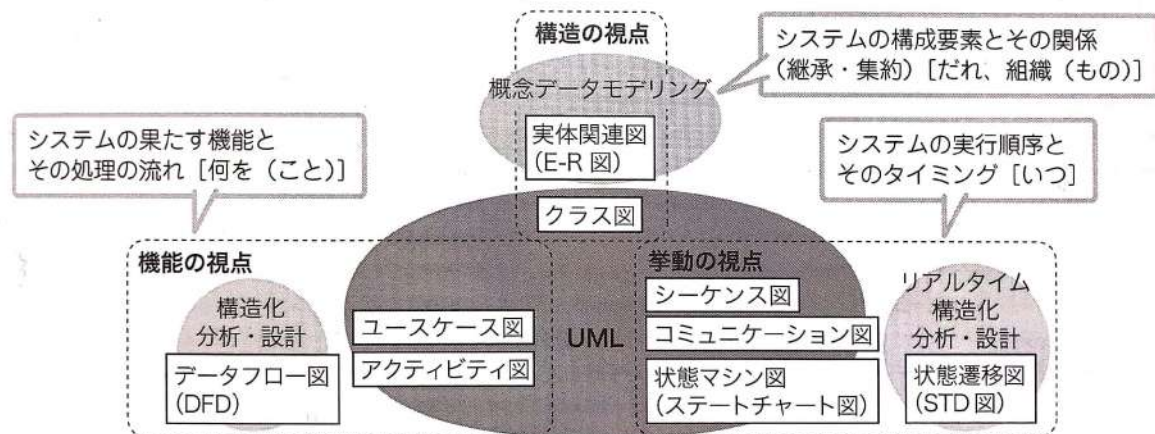 構造の視点
システムの構成要素とその関係
(継承・集約)[だれ、組織(もの)]
概念データモデリング
実体関連図
(E-R 図)
システムの果たす機能と
その処理の流れ[何を(こと)]
システムの実行順序と
そのタイミング[いつ]
クラス図
機能の視点
構造化
分析・設計
データフロー図
(DFD)
ユースケース図
アクティビティ図
UML
挙動の視点
シーケンス図
コミュニケーション図
状態マシン図
(ステートチャート図)
リアルタイム
構造化
分析・設計
状態遷移図
(STD 図)